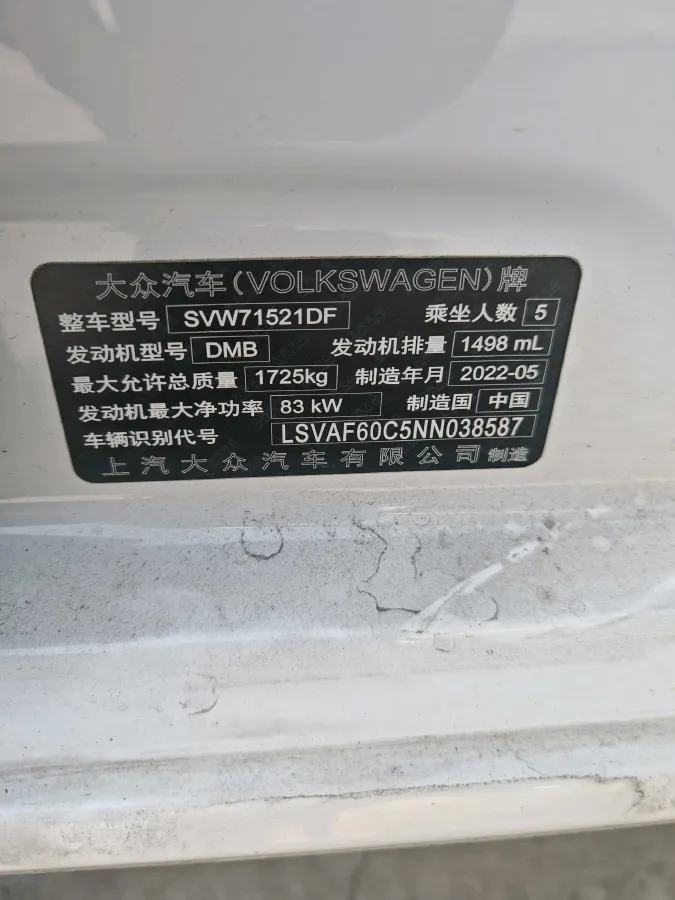 大众汽车(VOLKSWAGEN)牌
整车型号 SVW71521DF 乘坐人数 5
发动机型号 DMB 发动机排量 1498 mL
最大允许总质量 1725kg 制造年月 2022-05
发动机最大净功率 83 kW 制造国 中国
车辆识别代号 LSVAF60C5NN038587
上汽大众汽车有限公司 制造